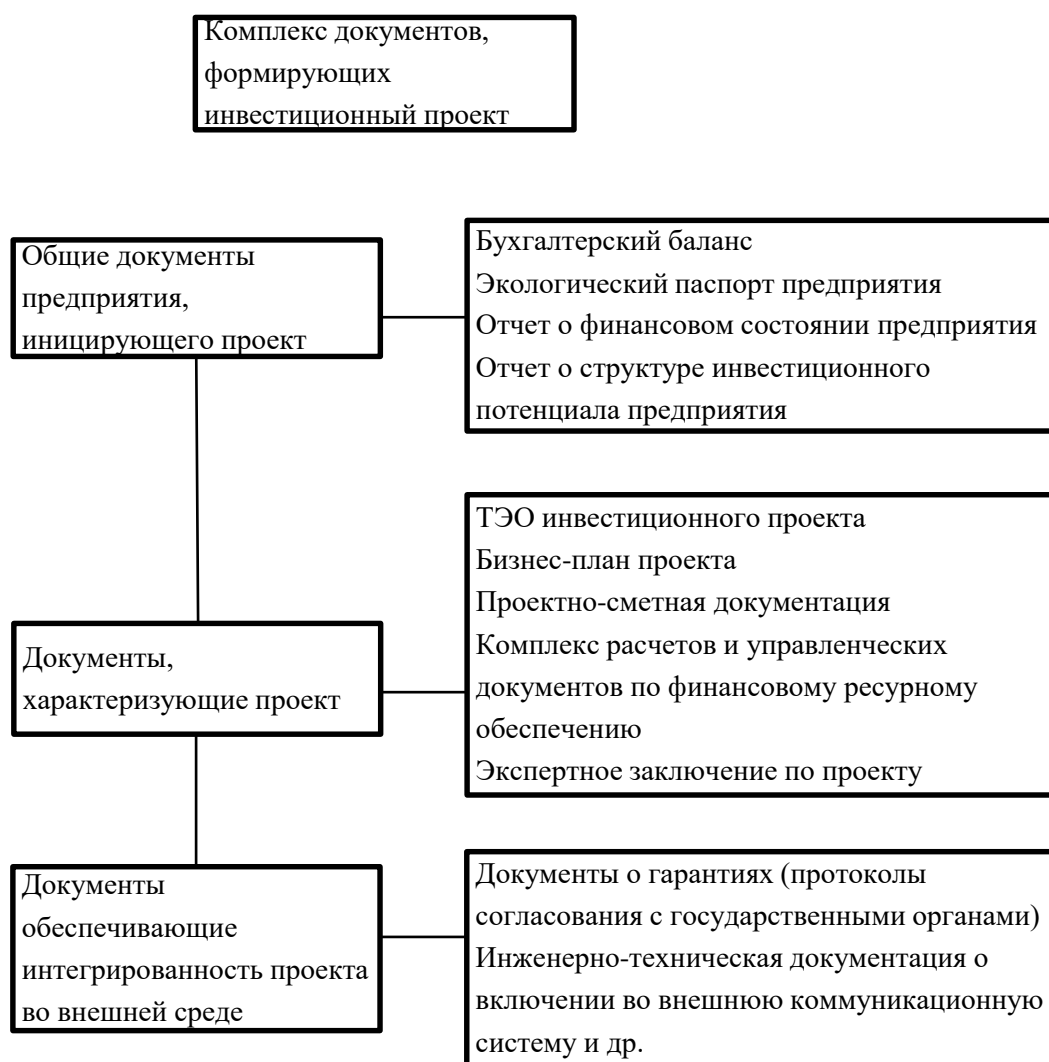 Комплекс документов,
формирующих
инвестиционный проект
Общие документы
предприятия,
иницирующего проект
Бухгалтерский баланс
Экологический паспорт предприятия
Отчет о финансовом состоянии предприятия
Отчет о структуре инвестиционного
потенциала предприятия
Документы,
характеризующие проект
ТЭО инвестиционного проекта
Бизнес-план проекта
Проектно-сметная документация
Комплекс расчетов и управленческих
документов по финансовому ресурному
обеспечению
Экспертное заключение по проекту
Документы
обеспечивающие
интегрированность проекта
во внешней среде
Документы о гарантиях (протоколы
согласования с государственными органами)
Инженерно-техническая документация о
включении во внешнюю коммуникационную
систему и др.